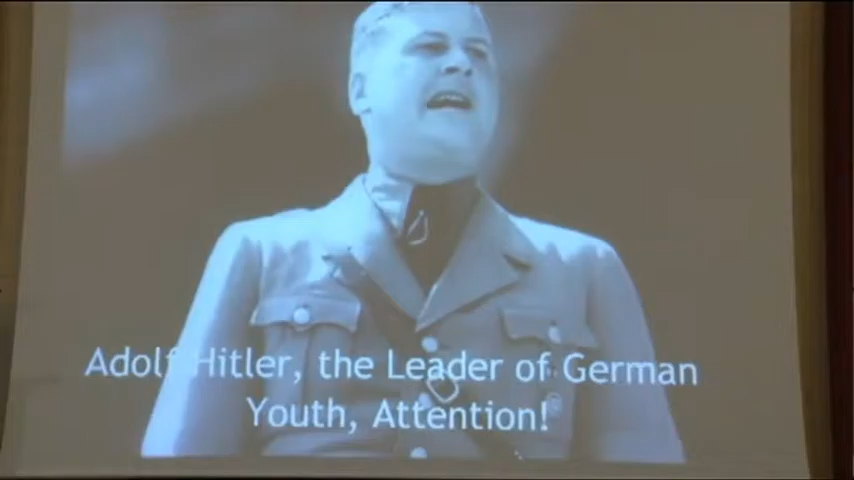 Adolf Hitler, the Leader of German
Youth, Attention!